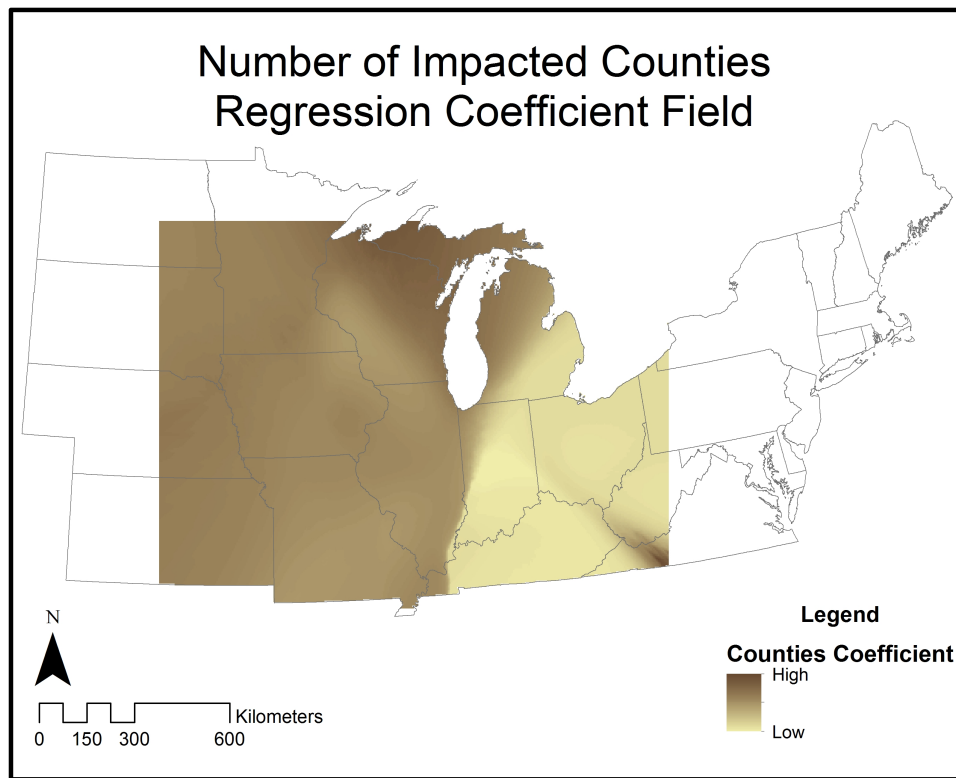 Number of Impacted Counties
Regression Coefficient Field
N
Kilometers
0 150 300 600
Legend
Counties Coefficient
High
Low